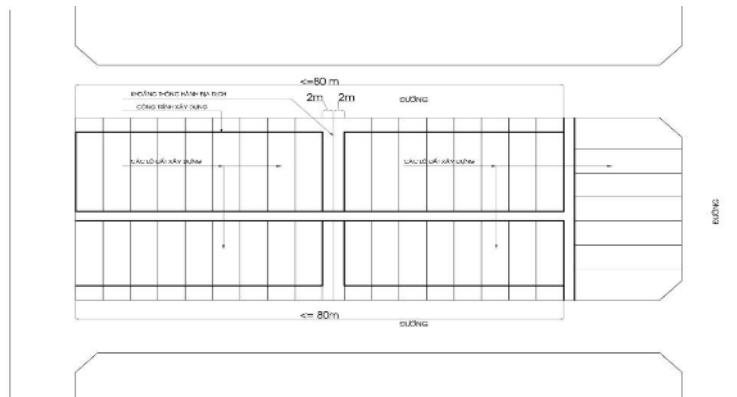 <=80 m
KHOẢNG THÔNG HÀNH ĐỊA DỊCH
2m 2m
ĐƯỜNG
CÔNG TRÌNH XÂY DỰNG
CÁC LÔ ĐẤT XÂY DỰNG
CÁC LÔ ĐẤT XÂY DỰNG
ĐƯỜNG
<= 80m
ĐƯỜNG